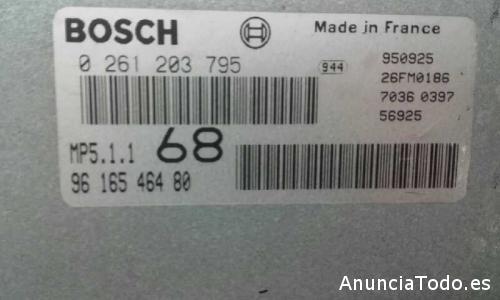 BOSCH
Made in France
0 261 203 795
944
950925
26FM0186
7036 0397
56925
MP5.1.1 68
96 165 464 80
AnunciaTodo.es